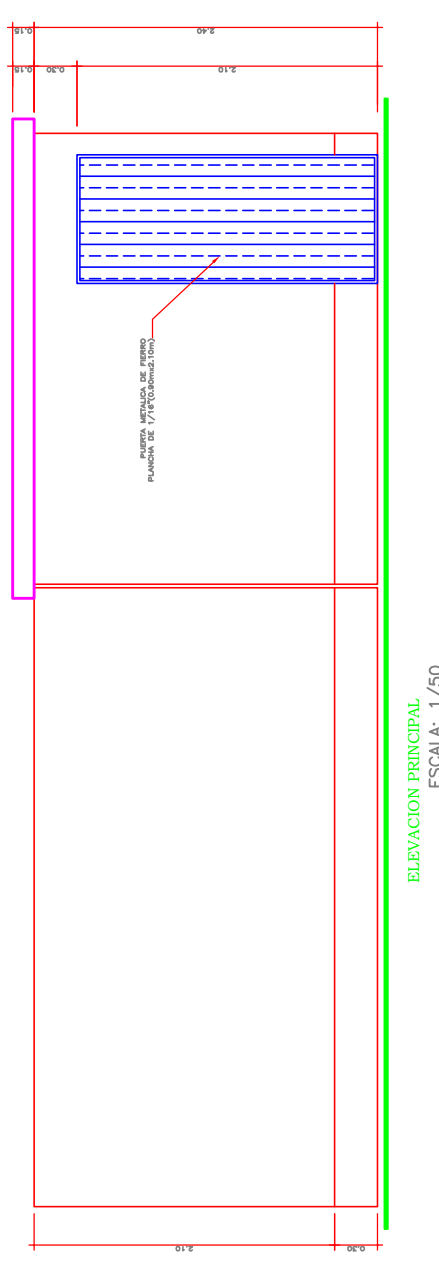 0.15
2.40
0.15
0.30
2.10
PUERTA METALICA DE FIERRO
PLANCHA DE 1/16"(0.90mx2.10m)
ELEVACION PRINCIPAL
ESCALA: 1/50
2.10
0.30